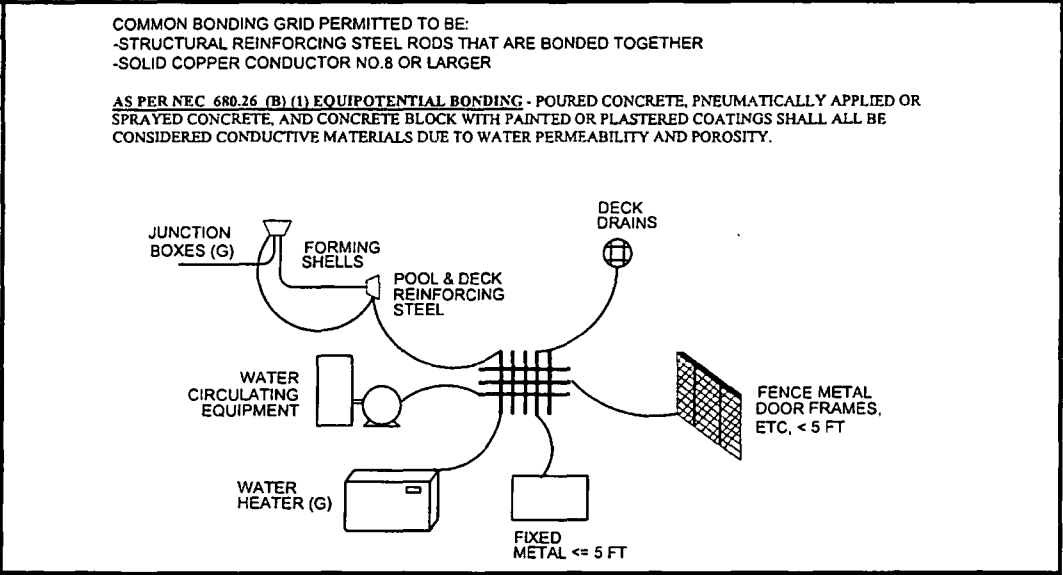 COMMON BONDING GRID PERMITTED TO BE:
-STRUCTURAL REINFORCING STEEL RODS THAT ARE BONDED TOGETHER
-SOLID COPPER CONDUCTOR NO.8 OR LARGER
AS PER NEC 680.26 (B) (1) EQUIPOTENTIAL BONDING - POURED CONCRETE, PNEUMATICALLY APPLIED OR
SPRAYED CONCRETE, AND CONCRETE BLOCK WITH PAINTED OR PLASTERED COATINGS SHALL ALL BE
CONSIDERED CONDUCTIVE MATERIALS DUE TO WATER PERMEABILITY AND POROSITY.
DECK
DRAINS
JUNCTION
BOXES (G)
FORMING
SHELLS
POOL & DECK
REINFORCING
STEEL
WATER
CIRCULATING
EQUIPMENT
FENCE METAL
DOOR FRAMES,
ETC, < 5 FT
WATER
HEATER (G)
FIXED
METAL <= 5 FT